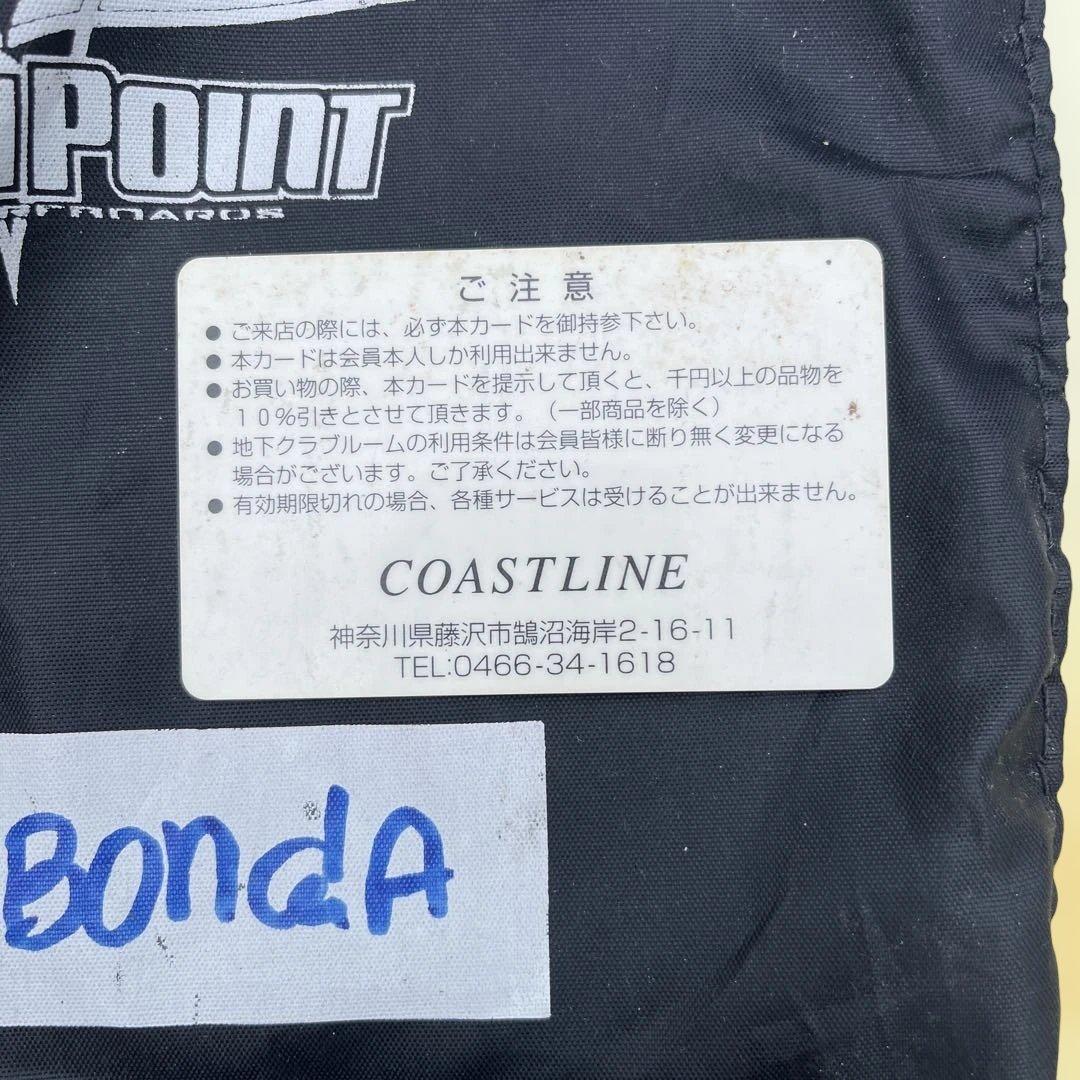 POINT
ご注意
● ご来店の際には、必ず本カードを御持参下さい。
● 本カードは会員本人しか利用出来ません。
● お買い物の際、本カードを提示して頂くと、千円以上の品物を
１０％引きとさせて頂きます。（一部商品を除く）
● 地下クラブルームの利用条件は会員皆様に断り無く変更になる
場合がございます。ご了承ください。
● 有効期限切れの場合、各種サービスは受けることが出来ません。
COASTLINE
神奈川県藤沢市鵠沼海岸2-16-11
TEL:0466-34-1618
BondA